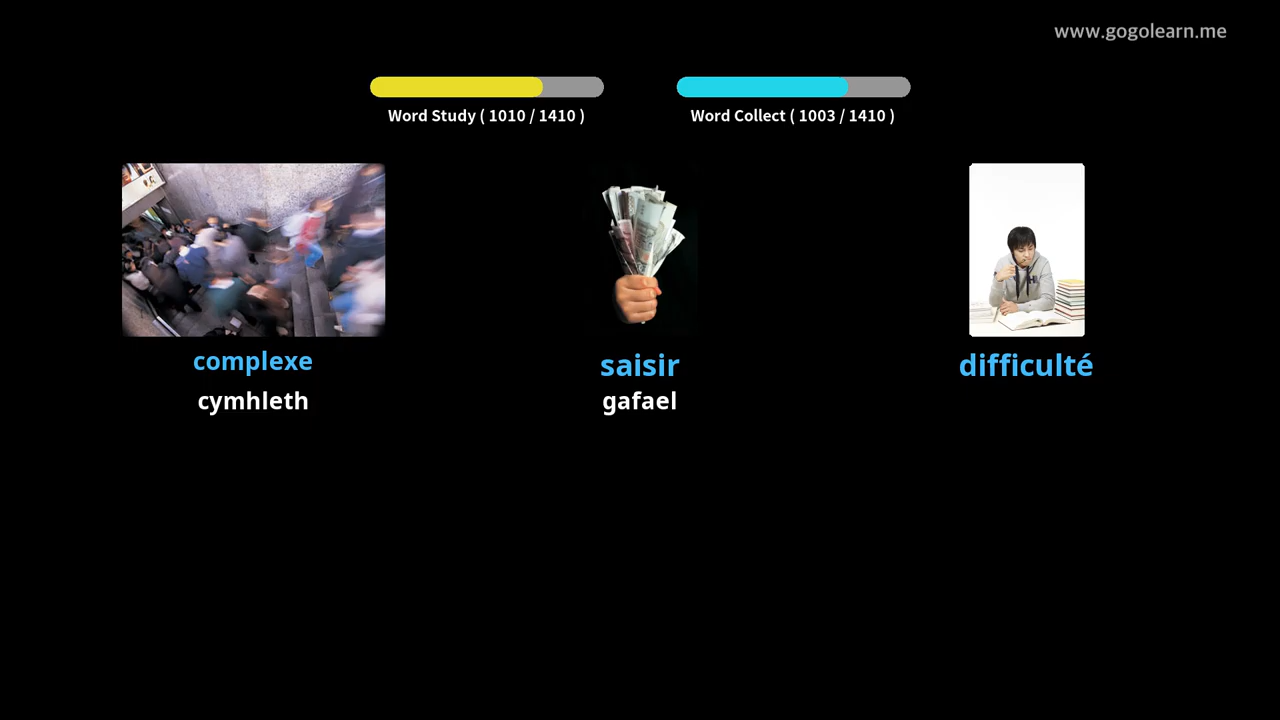 www.gogolearn.me
Word Study ( 1010 / 1410 )
Word Collect ( 1003 / 1410 )
complexe
cymhleth
saisir
gafael
difficulté